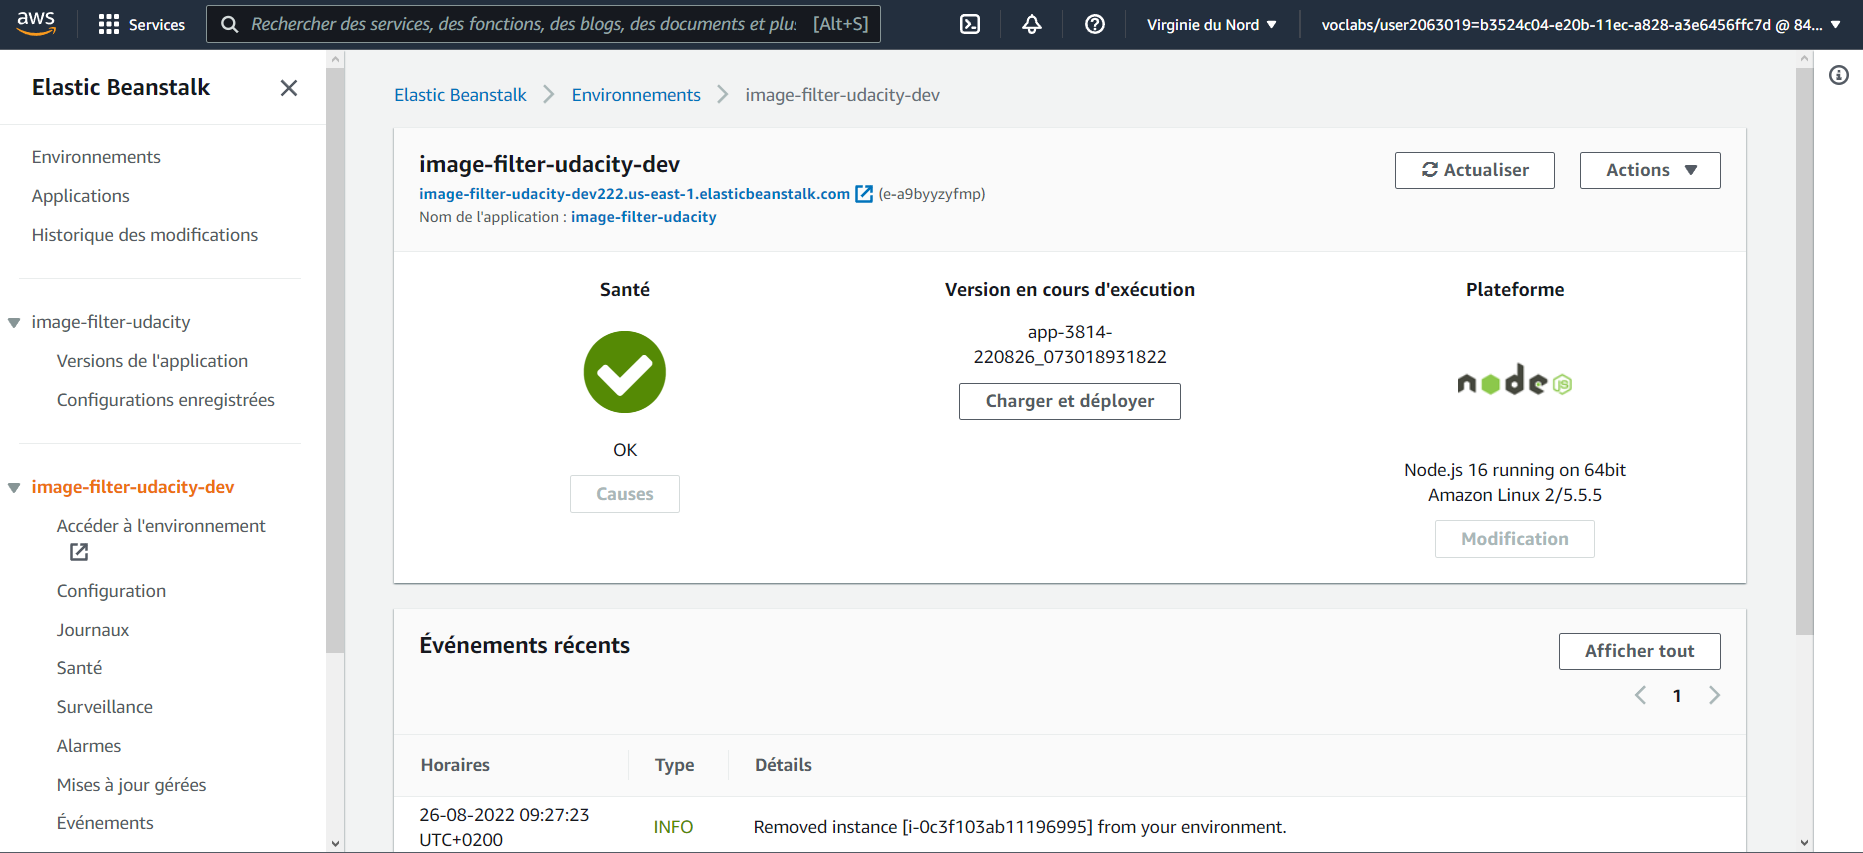 aws
Services
Rechercher des services, des fonctions, des blogs, des documents et plus
[Alt+S]
Virginie du Nord
voclabs/user2063019=b3524c04-e20b-11ec-a828-a3e6456ffc7d @ 84...
Elastic Beanstalk
Environnements
Applications
Historique des modifications
image-filter-udacity
Versions de l'application
Configurations enregistrées
image-filter-udacity-dev
Accéder à l'environnement
Configuration
Journaux
Santé
Surveillance
Alarmes
Mises à jour gérées
Événements
Elastic Beanstalk
Environnements
image-filter-udacity-dev
image-filter-udacity-dev
image-filter-udacity-dev222.us-east-1.elasticbeanstalk.com (e-a9byyzyfmp)
Nom de l'application : image-filter-udacity
Actualiser
Actions
Santé
OK
Causes
Version en cours d'exécution
app-3814-
220826_073018931822
Charger et déployer
Plateforme
node JS
Node.js 16 running on 64bit
Amazon Linux 2/5.5.5
Modification
Événements récents
Afficher tout
1
Horaires
Type
Détails
26-08-2022 09:27:23
UTC+0200
INFO
Removed instance [i-0c3f103ab11196995] from your environment.